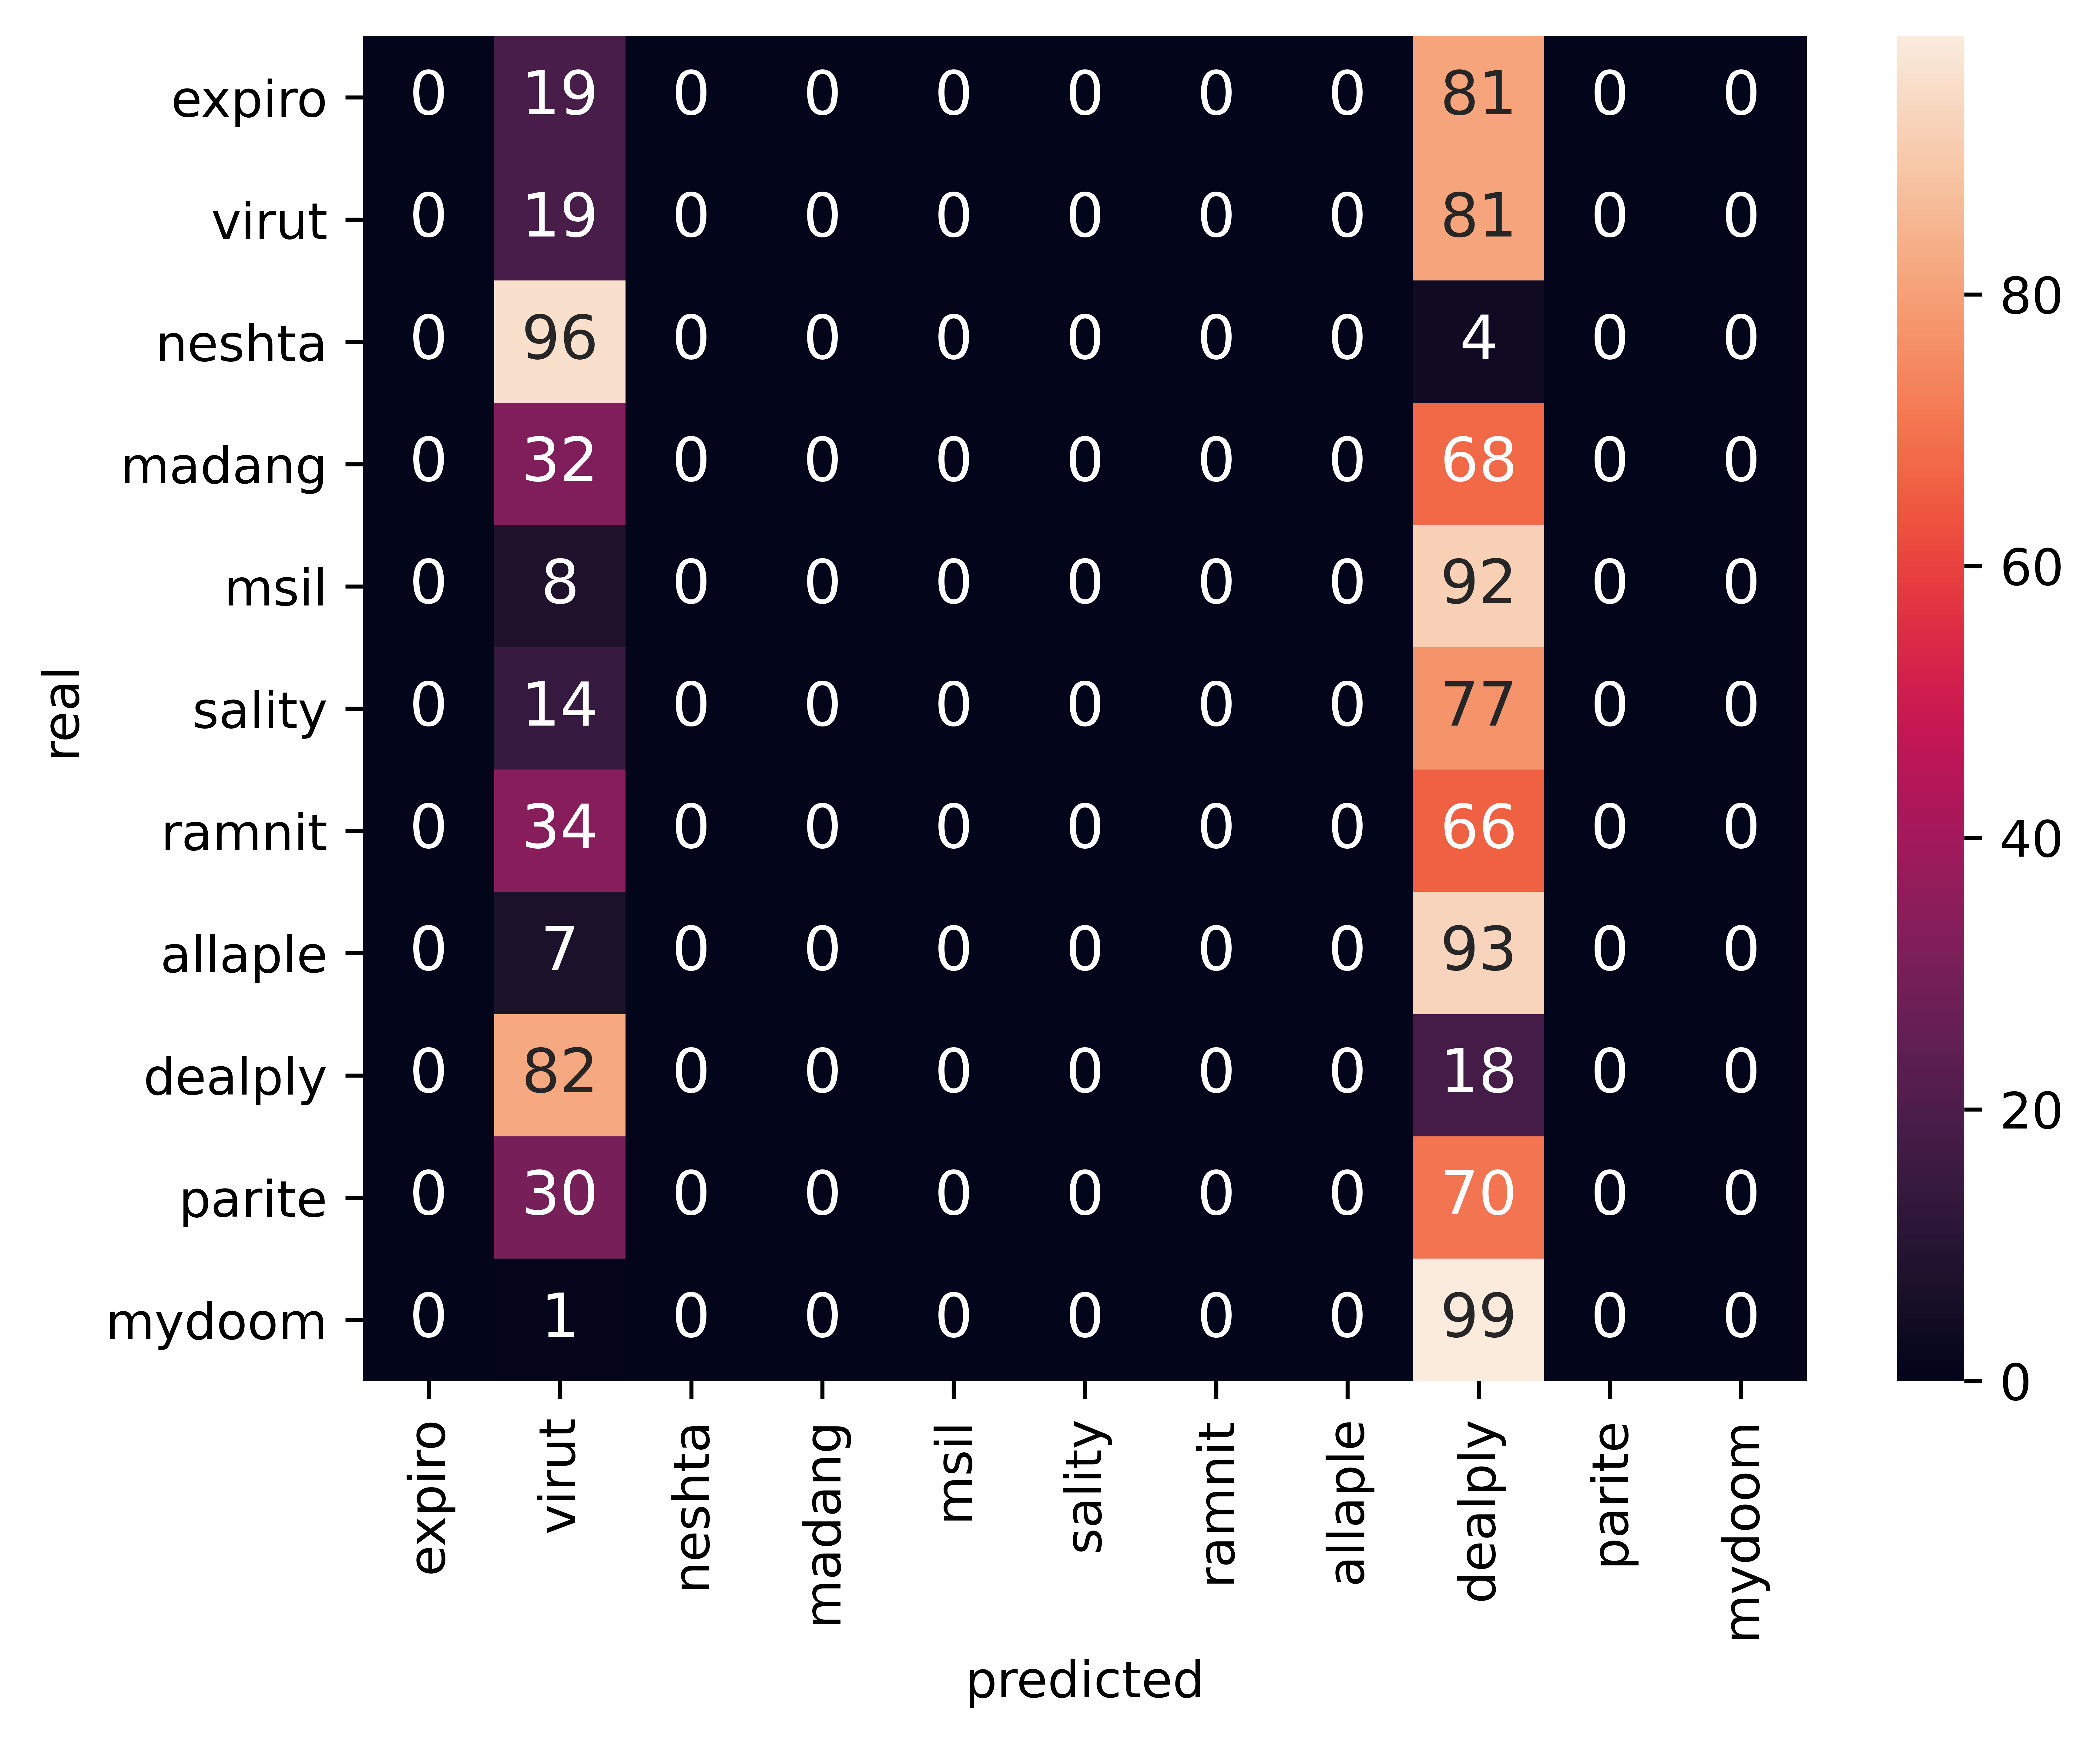 expiro 0 19 0 0 0 0 0 0 81 0 0
virut 0 19 0 0 0 0 0 0 81 0 0
80
neshta 0 96 0 0 0 0 0 0 4 0 0
madang 0 32 0 0 0 0 0 0 68 0 0
60
msil 0 8 0 0 0 0 0 0 92 0 0
real
sality 0 14 0 0 0 0 0 0 77 0 0
ramnit 0 34 0 0 0 0 0 0 66 0 0
40
allaple 0 7 0 0 0 0 0 0 93 0 0
dealply 0 82 0 0 0 0 0 0 18 0 0
20
parite 0 30 0 0 0 0 0 0 70 0 0
mydoom 0 1 0 0 0 0 0 0 99 0 0
0
expiro virut neshta madang msil sality ramnit allaple dealply parite mydoom
predicted